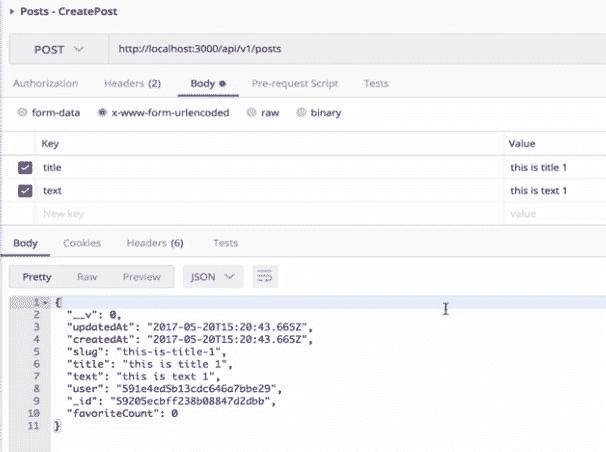 Posts - CreatePost
POST http://localhost:3000/api/v1/posts
Authorization Headers (2) Body Pre-request Script Tests
form-data x-www-form-urlencoded raw binary
Key Value
title this is title 1
text this is text 1
New key value
Body Cookies Headers (6) Tests
Pretty Raw Preview JSON
1 {
2 "__v": 0,
3 "updatedAt": "2017-05-20T15:20:43.665Z",
4 "createdAt": "2017-05-20T15:20:43.665Z",
5 "slug": "this-is-title-1",
6 "title": "this is title 1",
7 "text": "this is text 1",
8 "user": "591e4ed5b13cdc646a7bbe29",
9 "_id": "59205ecbff238b08847d2dbb",
10 "favoriteCount": 0
11 }